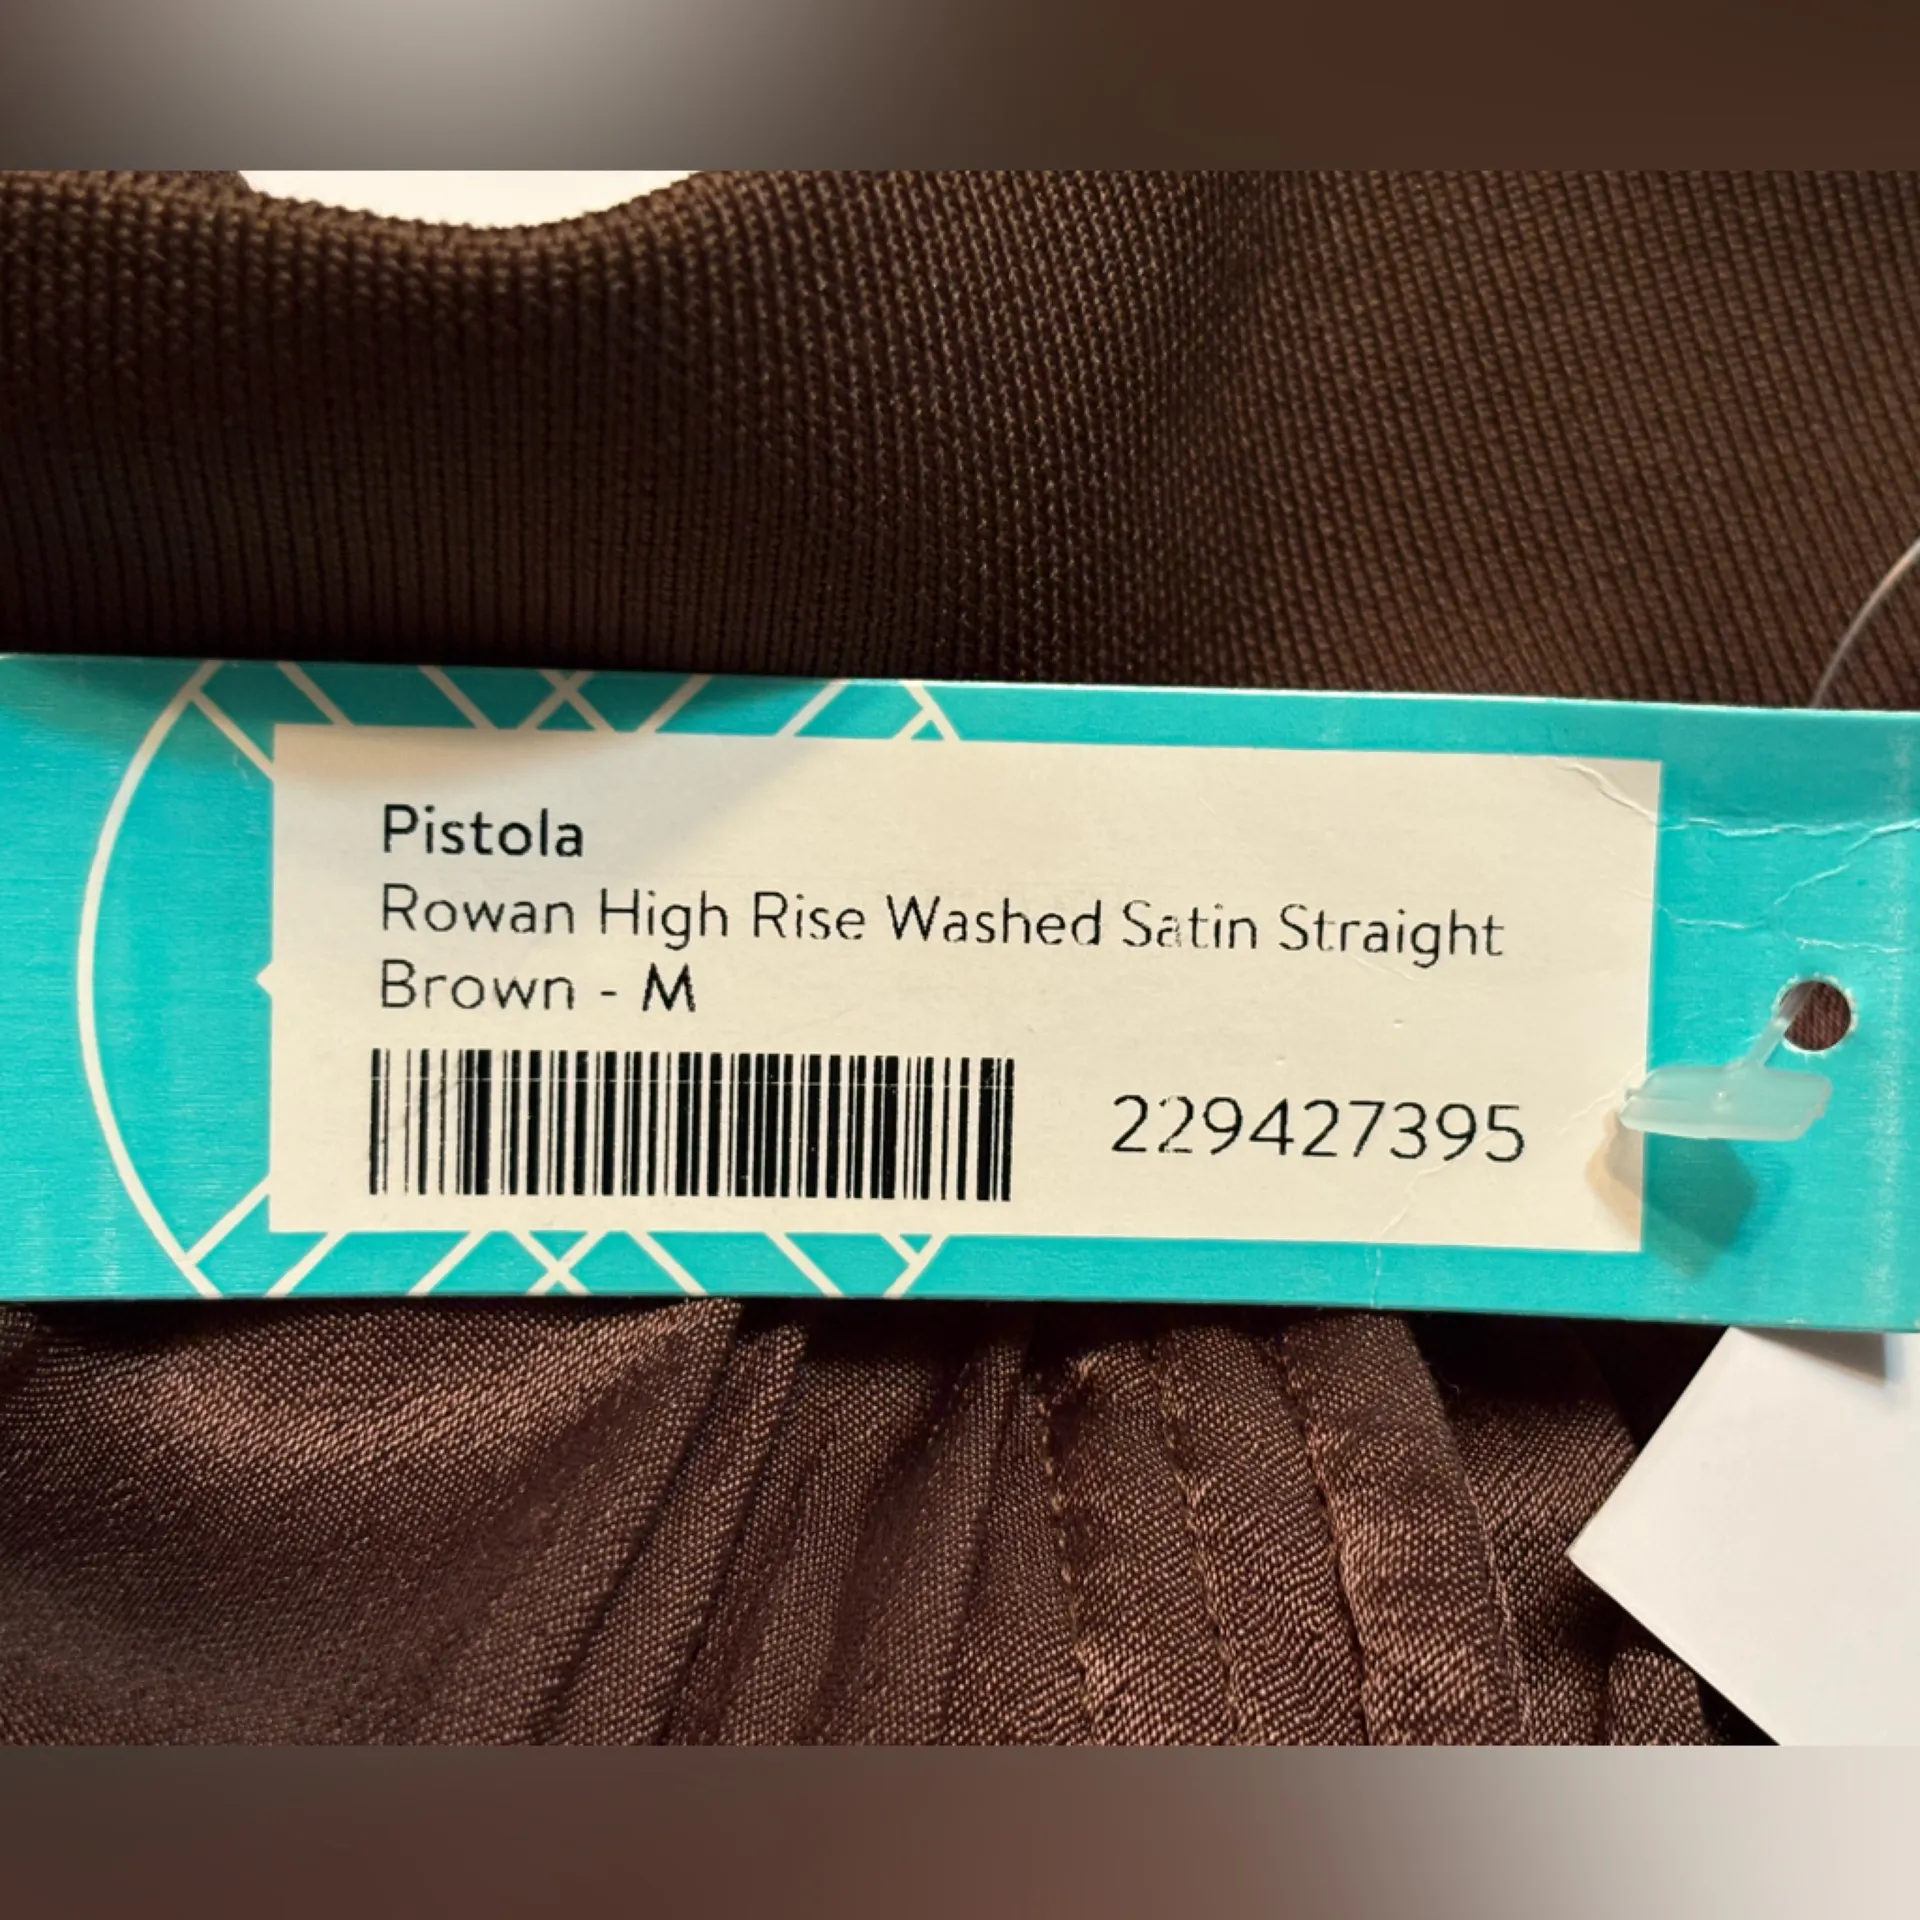 Pistola
Rowan High Rise Washed Satin Straight
Brown - M
229427395